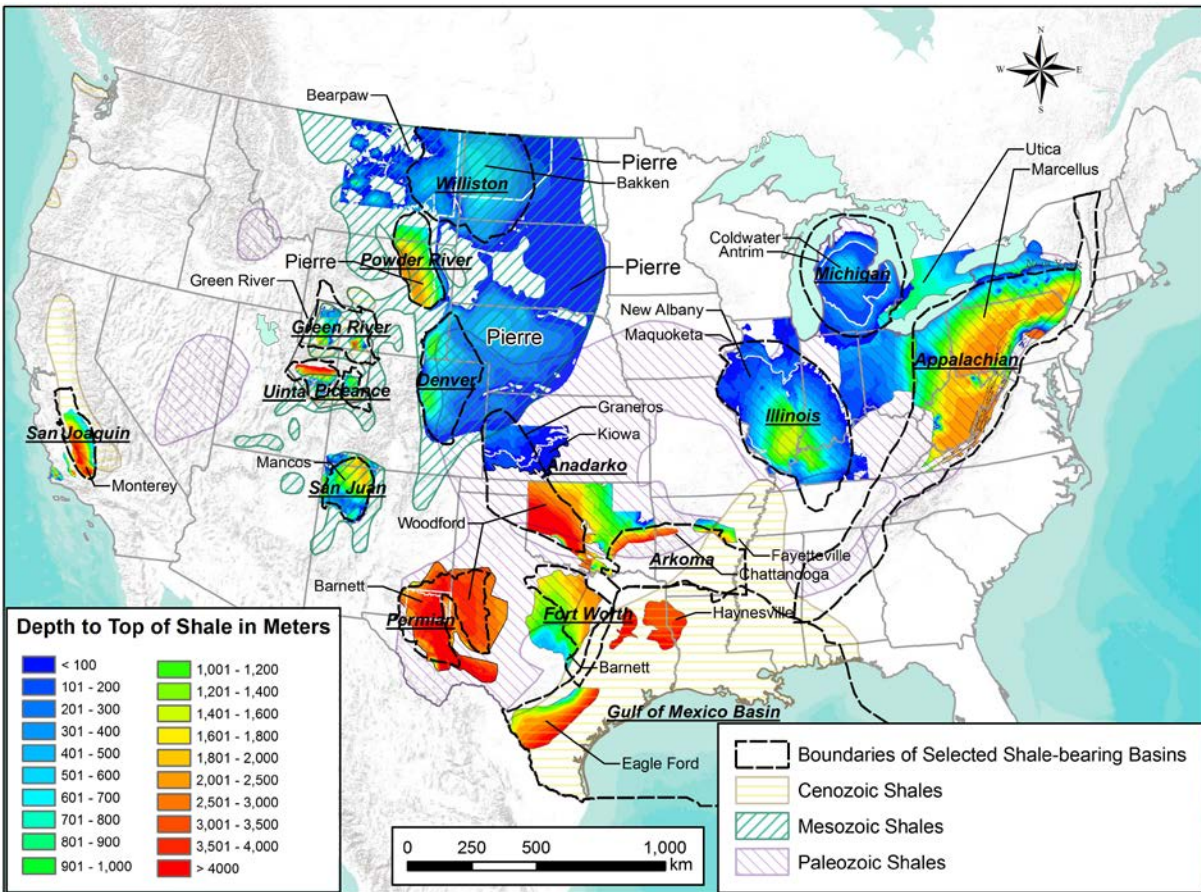 N
W
E
S
Bearpaw
Pierre
Bakken
Williston
Utica
Marcellus
Coldwater
Antrim
Michigan
Powder River
Pierre
Pierre
Green River
Green River
New Albany
Maquoketa
Pierre
Appalachian
Denver
Uinta
Piceance
Illinois
Graneros
Kiowa
San Joaquin
Anadarko
Mancos
San Juan
Monterey
Woodford
Fayetteville
Arkoma
Chattandoga
Barnett
Permian
Fort Worth
Haynesville
Barnett
Gulf of Mexico Basin
Eagle Ford
Depth to Top of Shale in Meters
< 100
101 - 200
201 - 300
301 - 400
401 - 500
501 - 600
601 - 700
701 - 800
801 - 900
901 - 1,000
1,001 - 1,200
1,201 - 1,400
1,401 - 1,600
1,601 - 1,800
1,801 - 2,000
2,001 - 2,500
2,501 - 3,000
3,001 - 3,500
3,501 - 4,000
> 4000
0 250 500 1,000
km
Boundaries of Selected Shale-bearing Basins
Cenozoic Shales
Mesozoic Shales
Paleozoic Shales